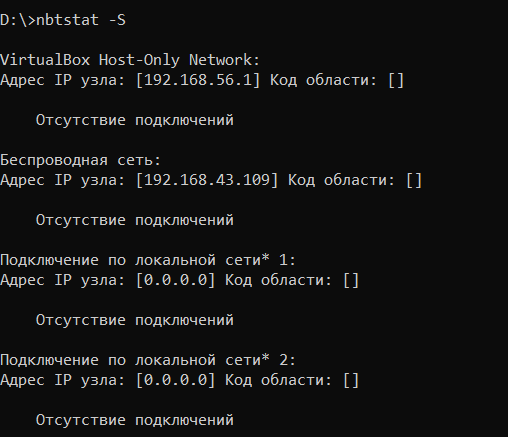 D:\>nbtstat -S
VirtualBox Host-Only Network:
Адрес IP узла: [192.168.56.1] Код области: []
Отсутствие подключений
Беспроводная сеть:
Адрес IP узла: [192.168.43.109] Код области: []
Отсутствие подключений
Подключение по локальной сети* 1:
Адрес IP узла: [0.0.0.0] Код области: []
Отсутствие подключений
Подключение по локальной сети* 2:
Адрес IP узла: [0.0.0.0] Код области: []
Отсутствие подключений